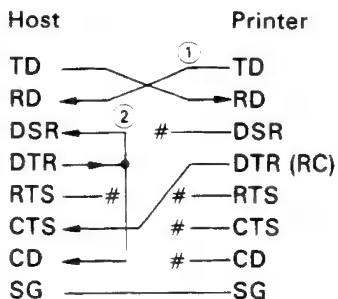 Host Printer
①
TD TD
RD RD
②
DSR # DSR
DTR DTR (RC)
RTS # # RTS
CTS # CTS
CD # CD
SG SG